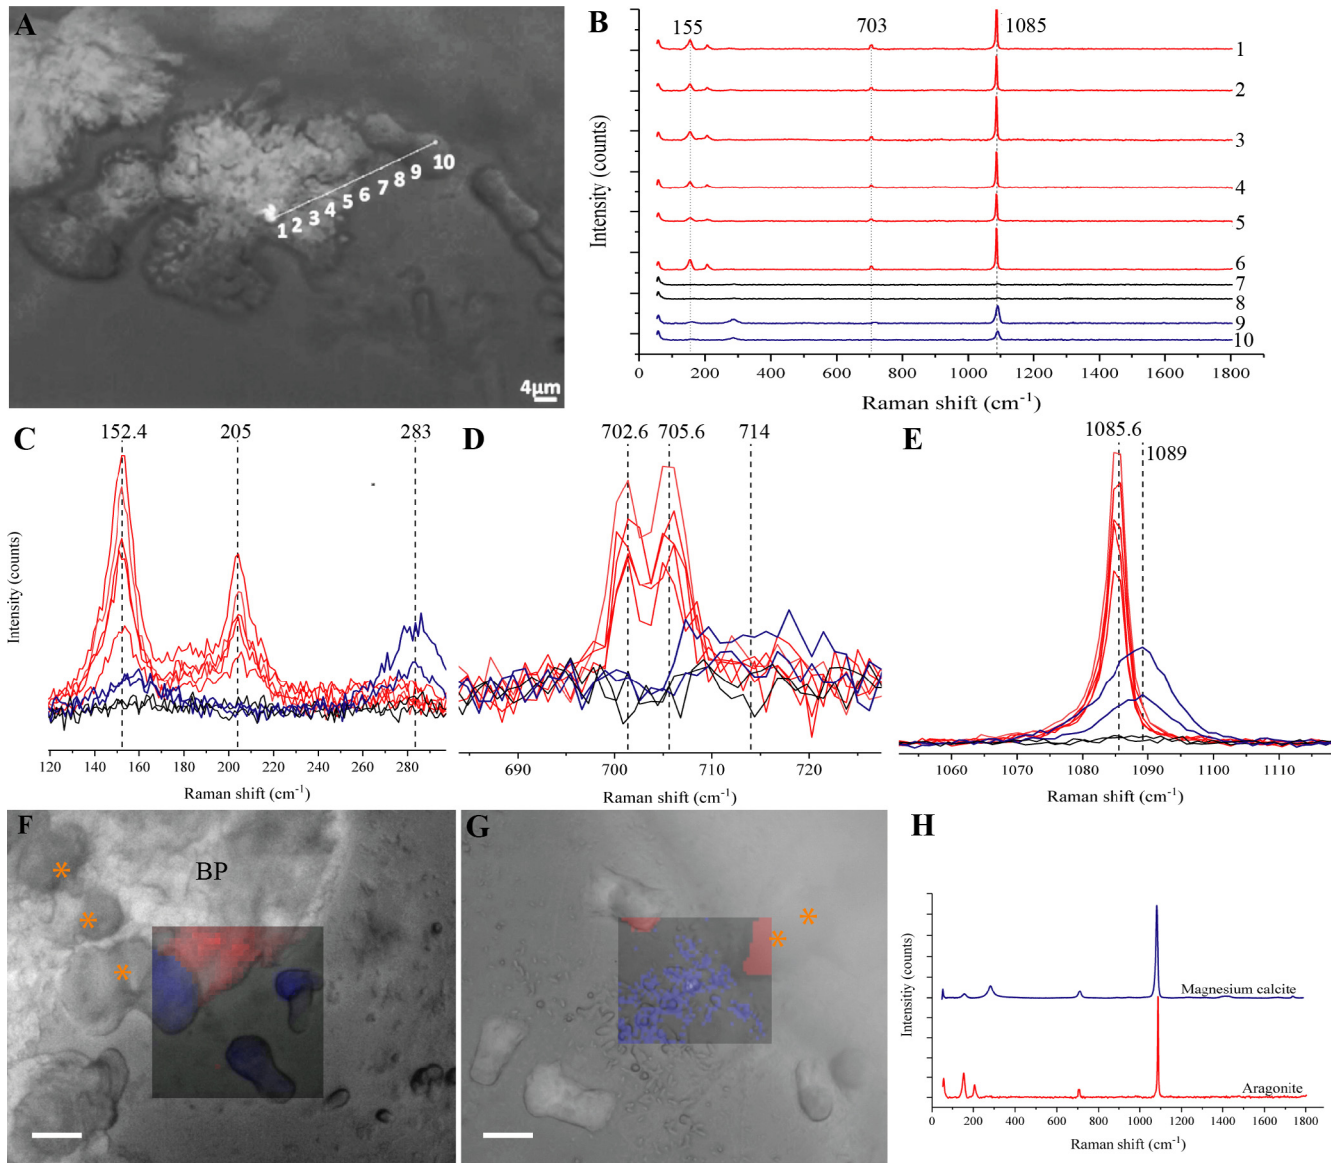 A
1 2 3 4 5 6 7 8 9 10
4µm
B
155 703 1085
Intensity (counts)
1
2
3
4
5
6
7
8
9
10
0 200 400 600 800 1000 1200 1400 1600 1800
Raman shift (cm⁻¹)
C
152.4 205 283
Intensity (counts)
120 140 160 180 200 220 240 260 280
Raman shift (cm⁻¹)
D
702.6 705.6 714
690 700 710 720
Raman shift (cm⁻¹)
E
1085.6
1089
1060 1070 1080 1090 1100 1110
Raman shift (cm⁻¹)
F
BP
* * *
G
* *
H
Intensitiy (counts)
Magnesium calcite
Aragonite
0 200 400 600 800 1000 1200 1400 1600 1800
Raman shift (cm⁻¹)